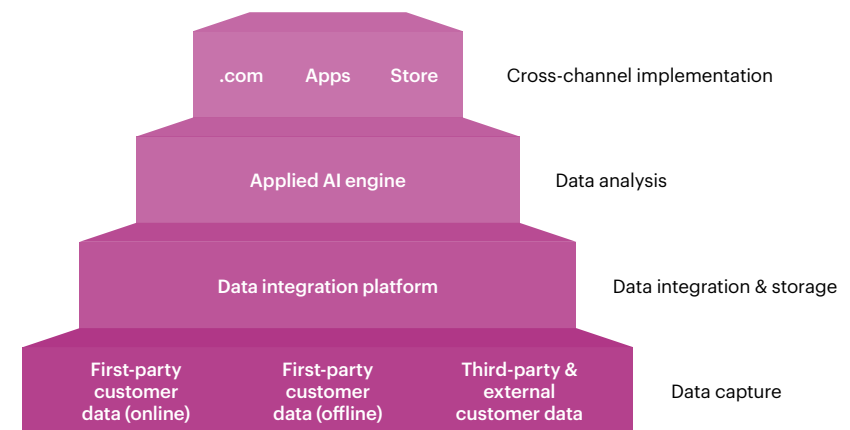 .com Apps Store Cross-channel implementation
Applied AI engine Data analysis
Data integration platform Data integration & storage
First-party
customer
data (online)
First-party
customer
data (offline)
Third-party &
external
customer data
Data capture